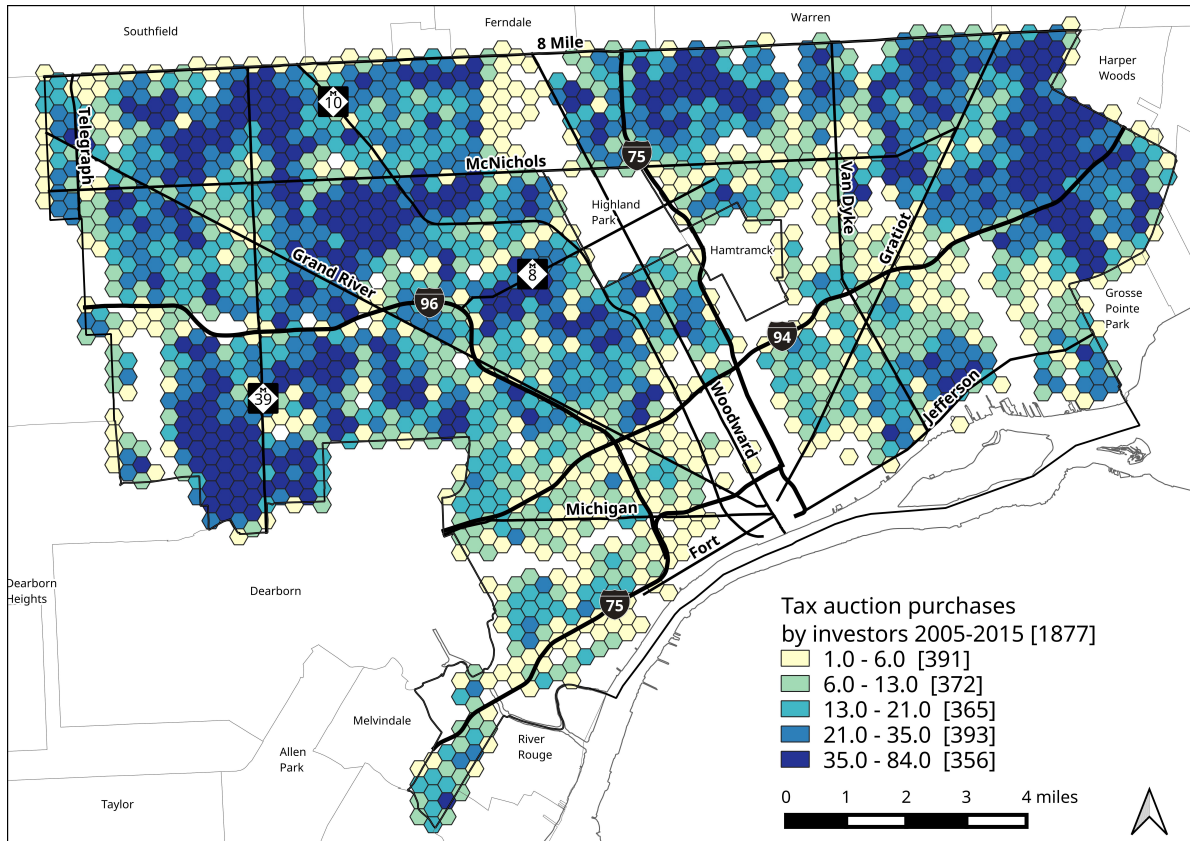 Southfield
Ferndale
Warren
8 Mile
Harper
Woods
M
10
Telegraph
McNichols
75
Van Dyke
Highland
Park
Gratiot
Hamtramck
Grand River
M
8
96
Grosse
Pointe
Park
94
M
39
Woodward
Jefferson
Michigan
Fort
Dearborn
Heights
Dearborn
75
Tax auction purchases
by investors 2005-2015 [1877]
1.0 - 6.0 [391]
6.0 - 13.0 [372]
13.0 - 21.0 [365]
21.0 - 35.0 [393]
35.0 - 84.0 [356]
Melvindale
River
Rouge
Allen
Park
Taylor
0 1 2 3 4 miles